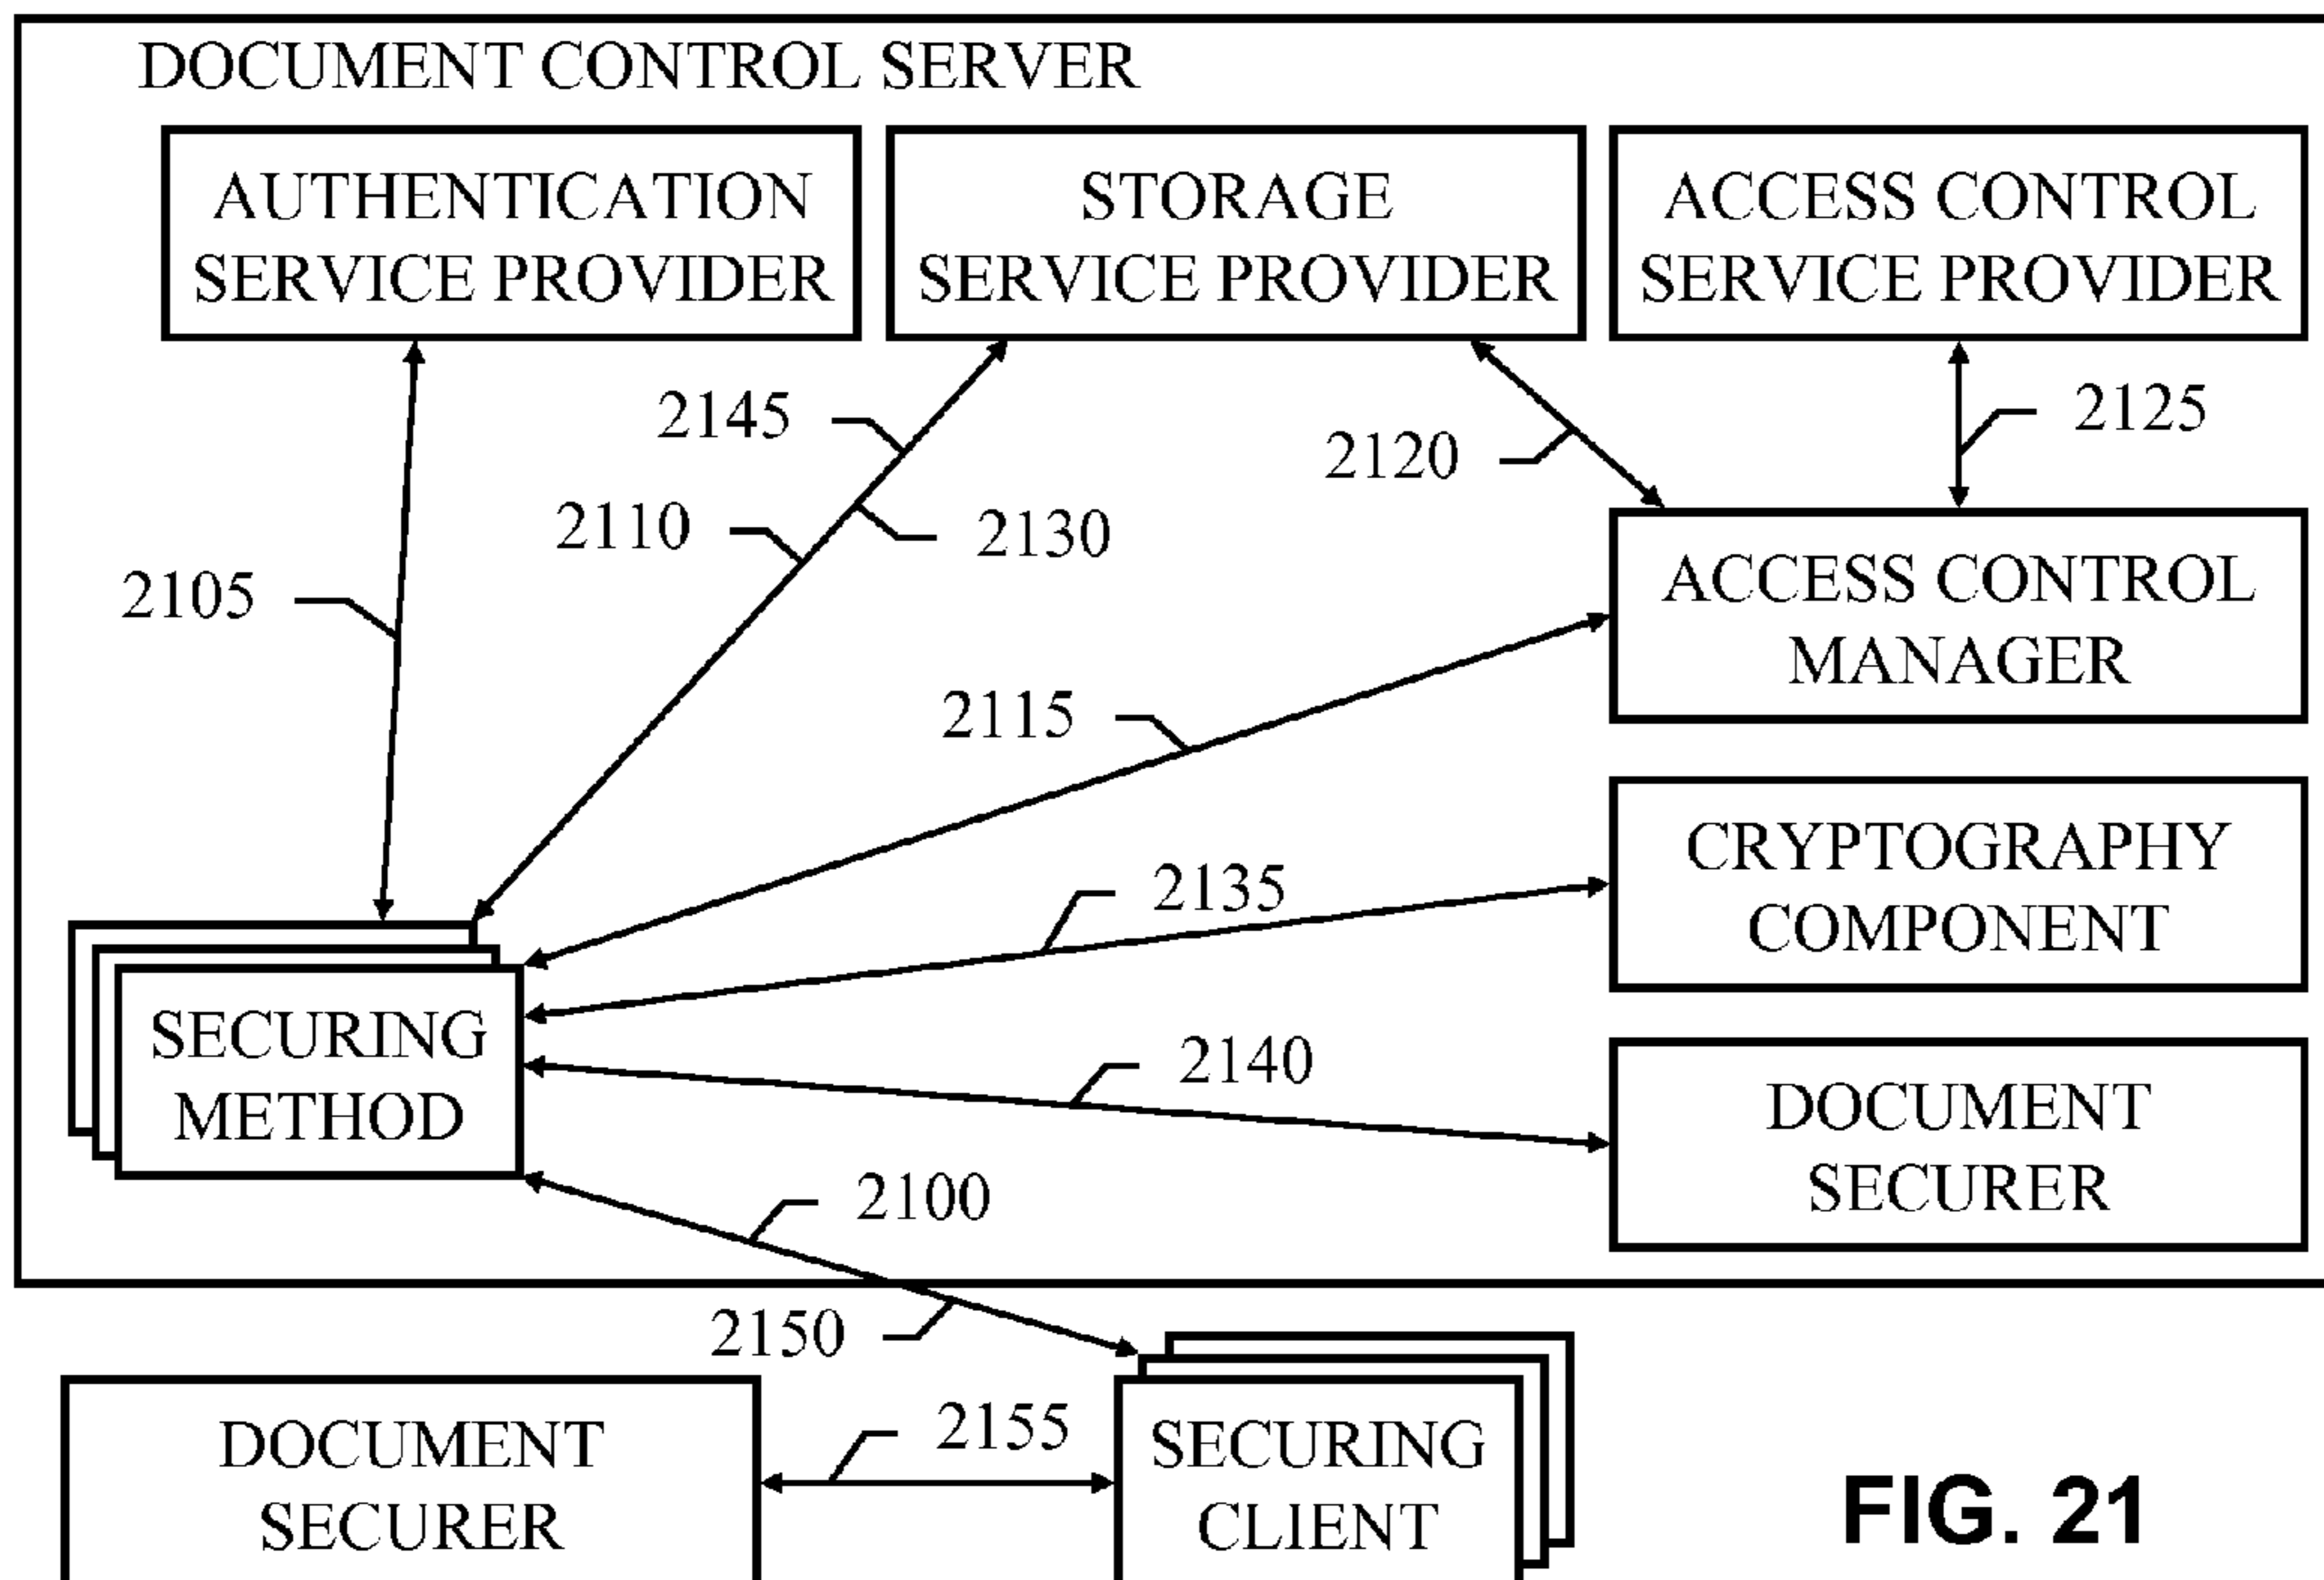 DOCUMENT CONTROL SERVER
AUTHENTICATION
SERVICE PROVIDER
STORAGE
SERVICE PROVIDER
ACCESS CONTROL
SERVICE PROVIDER
2145
2125
2120
2110
2130
2105
ACCESS CONTROL
MANAGER
2115
CRYPTOGRAPHY
COMPONENT
2135
SECURING
METHOD
2140
DOCUMENT
SECURER
2100
2150
DOCUMENT
SECURER
2155
SECURING
CLIENT
FIG. 21